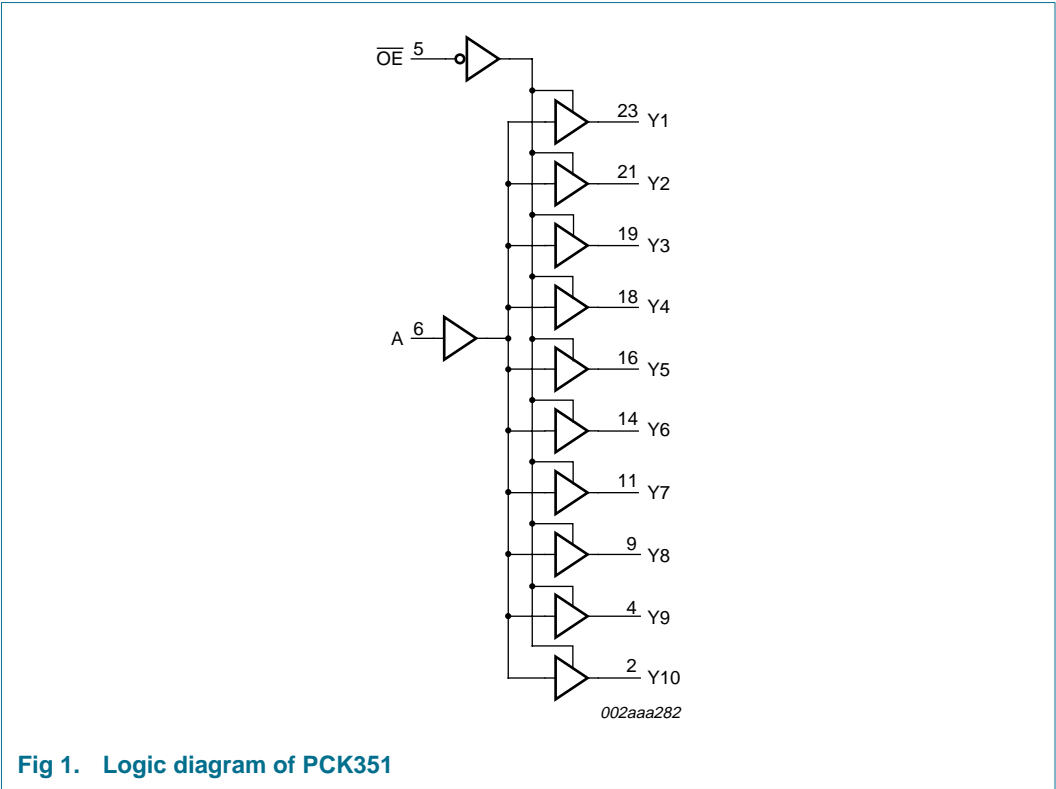 O̅E̅ 5
23 Y1
21 Y2
19 Y3
18 Y4
A 6
16 Y5
14 Y6
11 Y7
9 Y8
4 Y9
2 Y10
002aaa282
Fig 1. Logic diagram of PCK351